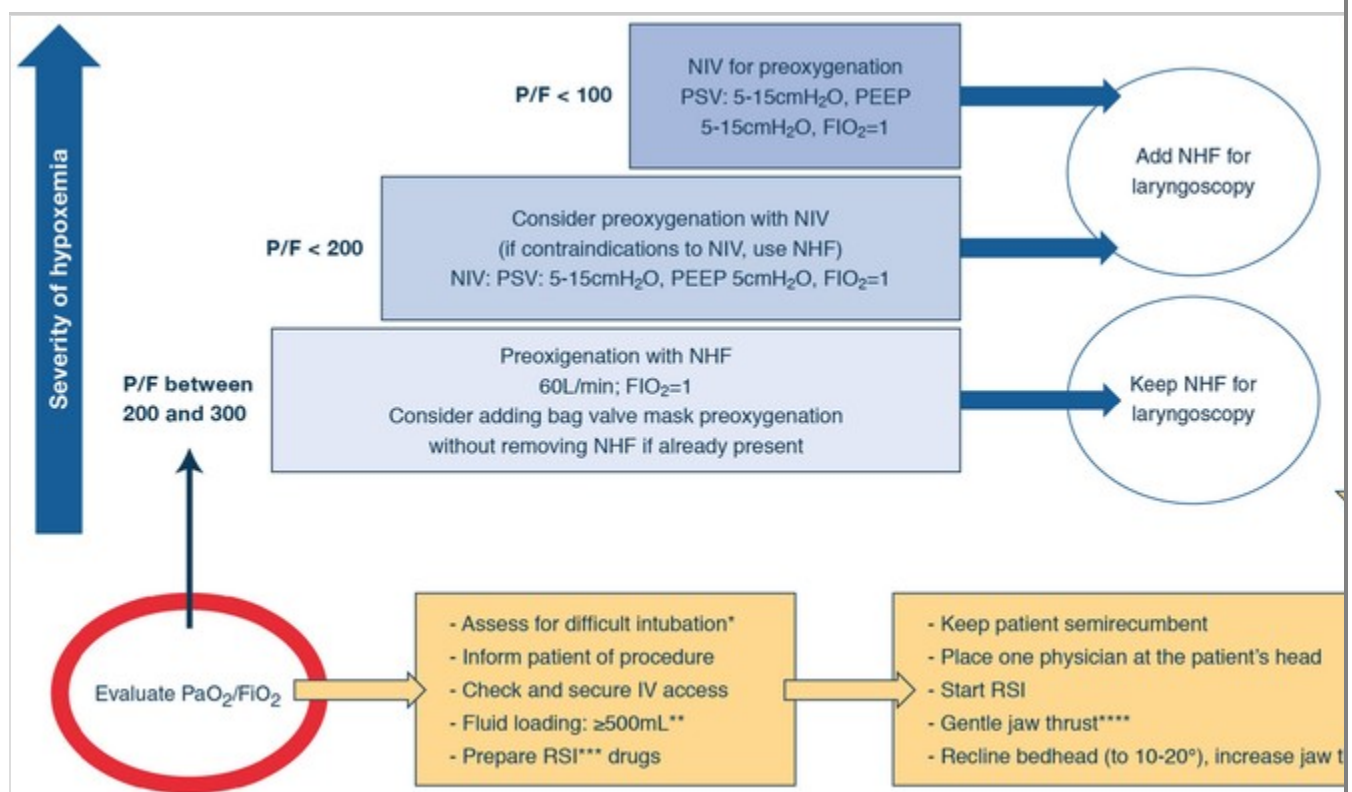 Severity of hypoxemia
P/F < 100
NIV for preoxygenation
PSV: 5-15cmH₂O, PEEP
5-15cmH₂O, FIO₂=1
Add NHF for
laryngoscopy
P/F < 200
Consider preoxygenation with NIV
(if contraindications to NIV, use NHF)
NIV: PSV: 5-15cmH₂O, PEEP 5cmH₂O, FIO₂=1
P/F between
200 and 300
Preoxigenation with NHF
60L/min; FIO₂=1
Consider adding bag valve mask preoxygenation
without removing NHF if already present
Keep NHF for
laryngoscopy
Evaluate PaO₂/FiO₂
- Assess for difficult intubation*
- Inform patient of procedure
- Check and secure IV access
- Fluid loading: ≥500mL**
- Prepare RSI*** drugs
- Keep patient semirecumbent
- Place one physician at the patient's head
- Start RSI
- Gentle jaw thrust****
- Recline bedhead (to 10-20°), increase jaw